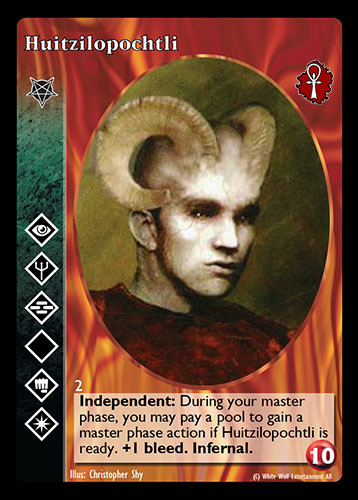 Huitzilopochtli
2
Independent: During your master
phase, you may pay a pool to gain a
master phase action if Huitzilopochtli is
ready. +1 bleed. Infernal.
10
Illus: Christopher Shy
(C) White Wolf Entertainment AB